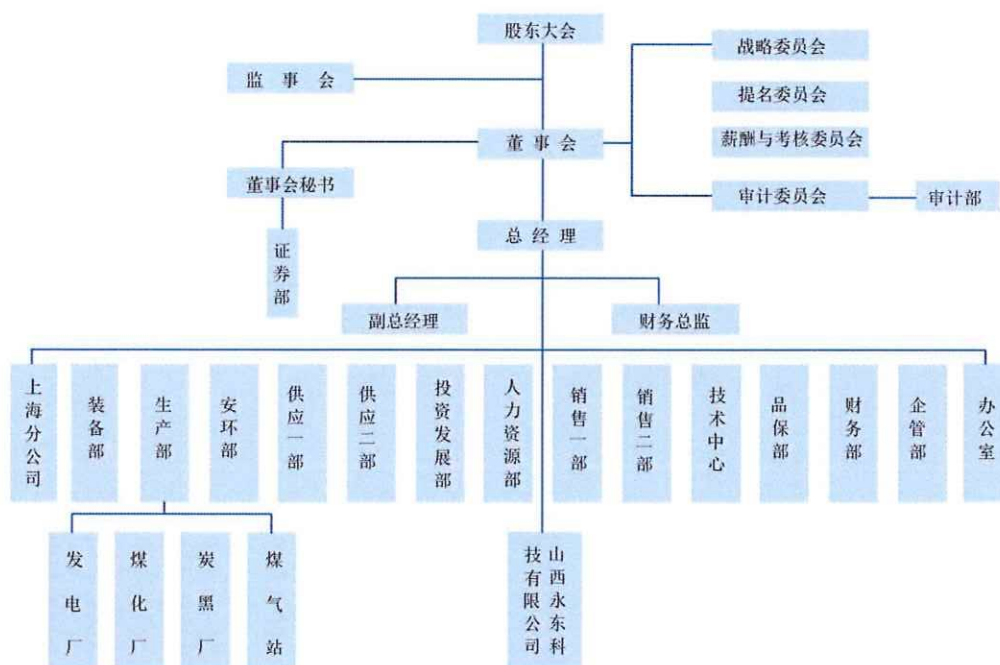 股东大会
战略委员会
监事会
提名委员会
董事会
薪酬与考核委员会
董事会秘书
审计委员会
审计部
总经理
证券部
副总经理
财务总监
上海分公司
装备部
生产部
安环部
供应一部
供应二部
投资发展部
人力资源部
销售一部
销售二部
技术中心
品保部
财务部
企管部
办公室
发电厂
煤化厂
炭黑厂
煤气站
山西永东科
技有限公司